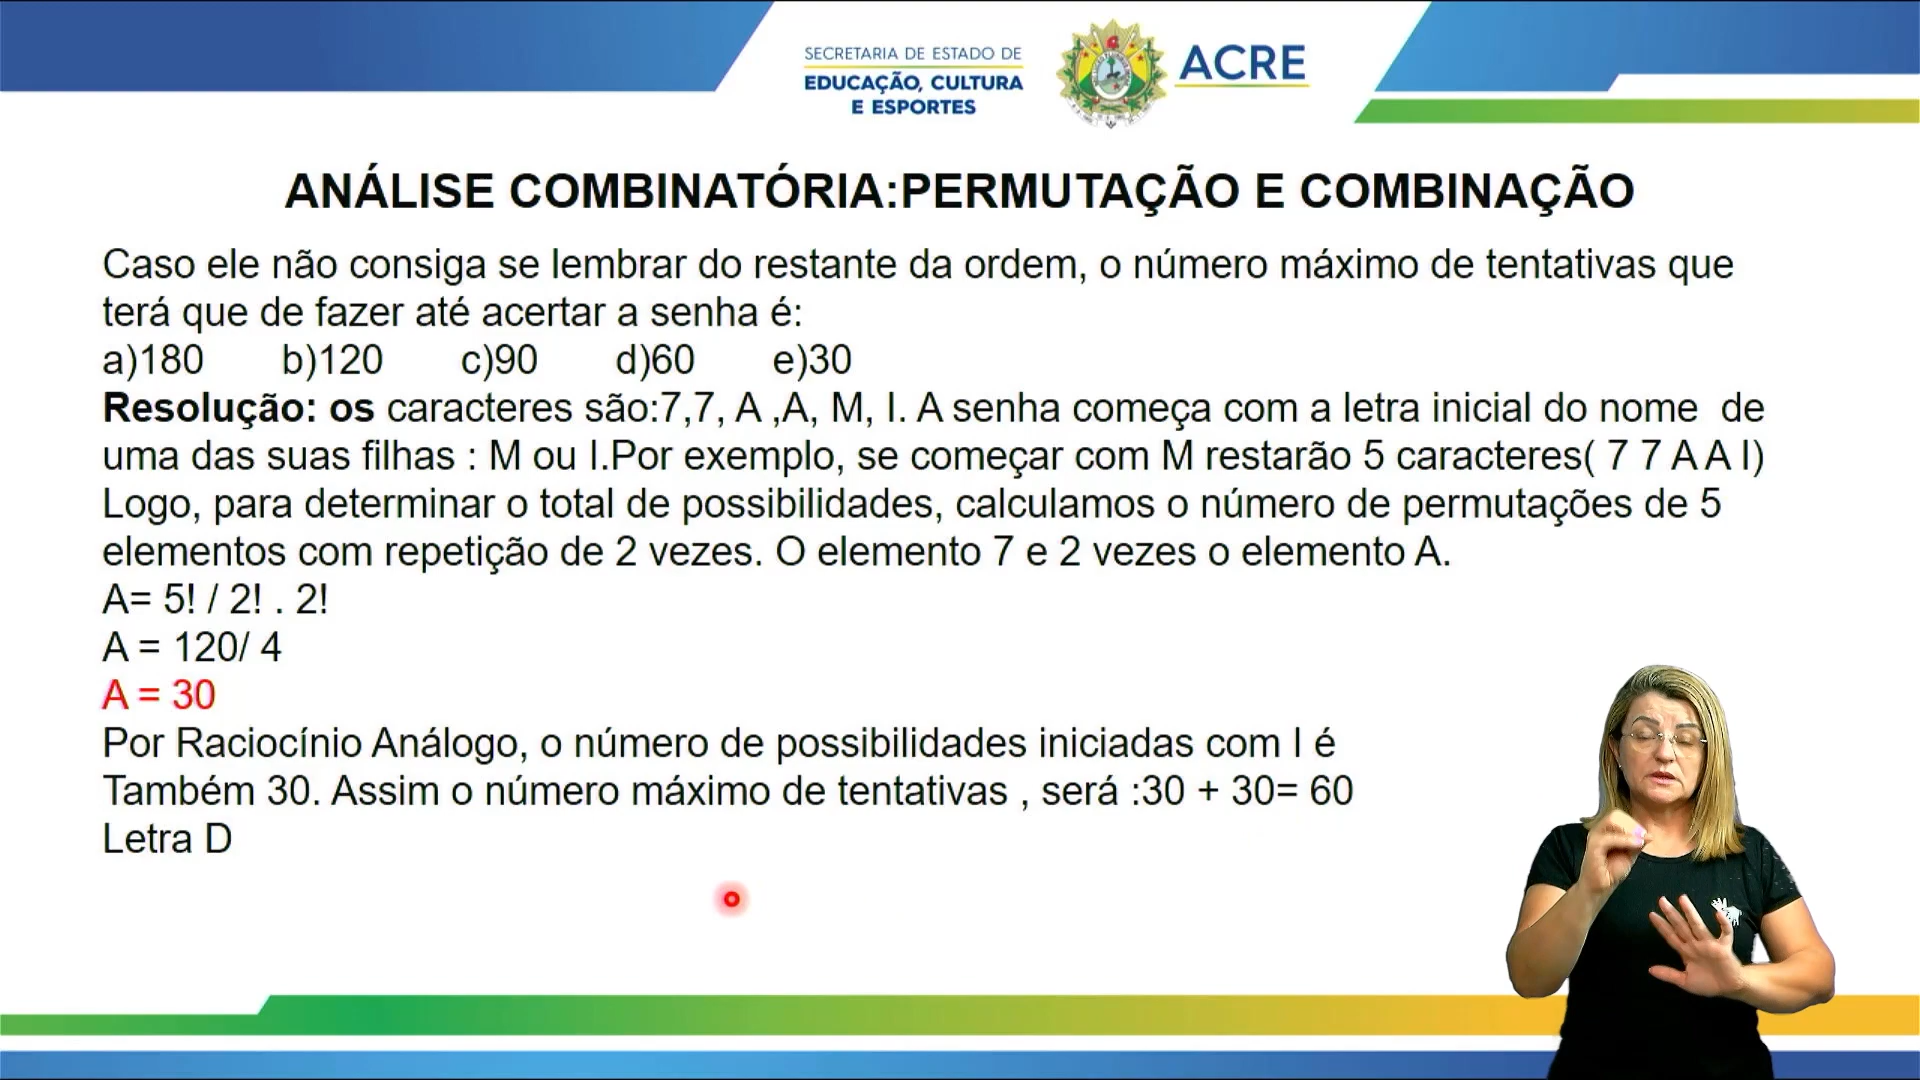 SECRETARIA DE ESTADO DE
EDUCAÇÃO, CULTURA
E ESPORTES
ACRE
ANÁLISE COMBINATÓRIA:PERMUTAÇÃO E COMBINAÇÃO
Caso ele não consiga se lembrar do restante da ordem, o número máximo de tentativas que
terá que de fazer até acertar a senha é:
a)180 b)120 c)90 d)60 e)30
Resolução: os caracteres são:7,7, A ,A, M, I. A senha começa com a letra inicial do nome de
uma das suas filhas : M ou I.Por exemplo, se começar com M restarão 5 caracteres( 7 7 A A I)
Logo, para determinar o total de possibilidades, calculamos o número de permutações de 5
elementos com repetição de 2 vezes. O elemento 7 e 2 vezes o elemento A.
A= 5! / 2! . 2!
A = 120/ 4
A = 30
Por Raciocínio Análogo, o número de possibilidades iniciadas com I é
Também 30. Assim o número máximo de tentativas , será :30 + 30= 60
Letra D